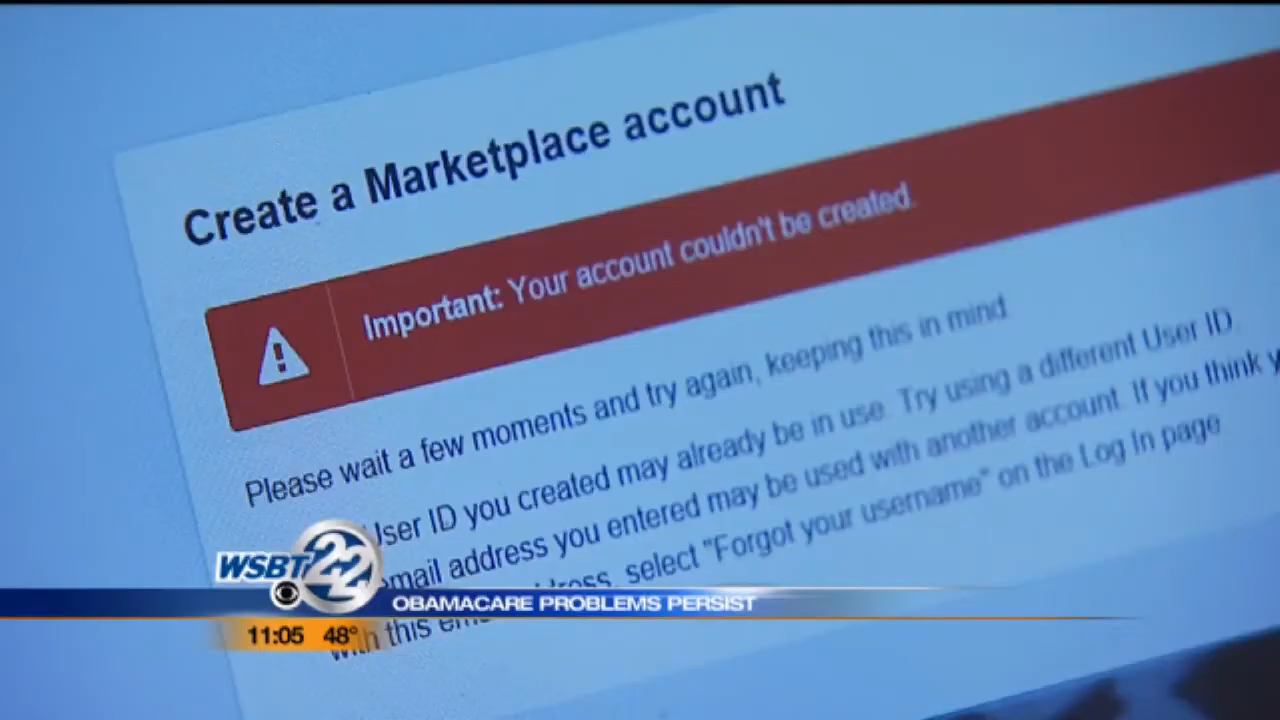 Create a Marketplace account
Important: Your account couldn't be created.
Please wait a few moments and try again, keeping this in mind
User ID you created may already be in use. Try using a different User ID.
email address you entered may be used with another account. If you think
address, select "Forgot your username" on the Log In page
with this
WSBT 22
OBAMACARE PROBLEMS PERSIST
11:05 48°